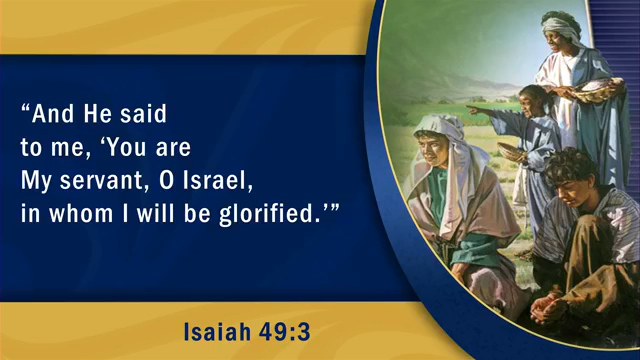 “And He said
to me, ‘You are
My servant, O Israel,
in whom I will be glorified.’”
Isaiah 49:3